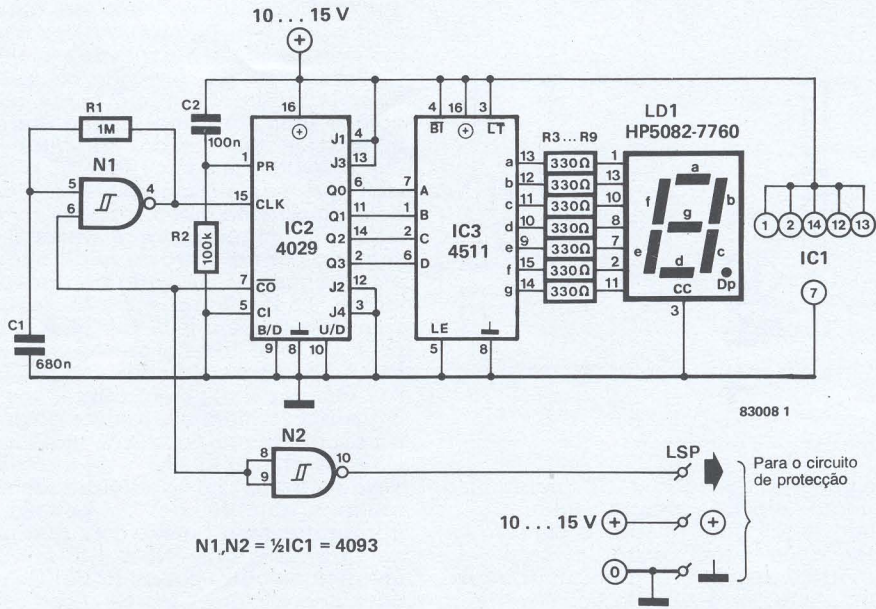 10 . . . 15 V
+
R1
1M
C2
100n
N1
5
6
4
R2
100k
C1
680n
16
⊕
1
PR
15
CLK
IC2
4029
7
C̅O̅
5
CI
B/D
9
8
U/D
10
J1
4
J3
13
Q0
6
Q1
11
Q2
14
Q3
2
J2
12
J4
3
4
16
3
B̅I̅
⊕
L̅T̅
7
A
1
B
2
C
6
D
IC3
4511
LE
5
8
a
13
b
12
c
11
d
10
e
9
f
15
g
14
R3 ... R9
330Ω
330Ω
330Ω
330Ω
330Ω
330Ω
330Ω
1
13
10
8
7
2
11
LD1
HP5082-7760
a
f
b
g
e
c
d
Dp
CC
3
1
2
14
12
13
IC1
7
83008 1
N2
8
9
10
LSP
Para o circuito
de protecção
10 . . . 15 V
+
+
0
N1,N2 = ½IC1 = 4093